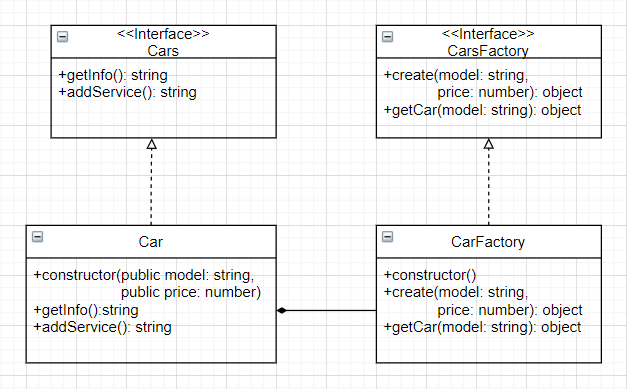 <<Interface>>
Cars
+getInfo(): string
+addService(): string
<<Interface>>
CarsFactory
+create(model: string,
price: number): object
+getCar(model: string): object
Car
+constructor(public model: string,
public price: number)
+getInfo():string
+addService(): string
CarFactory
+constructor()
+create(model: string,
price: number): object
+getCar(model: string): object